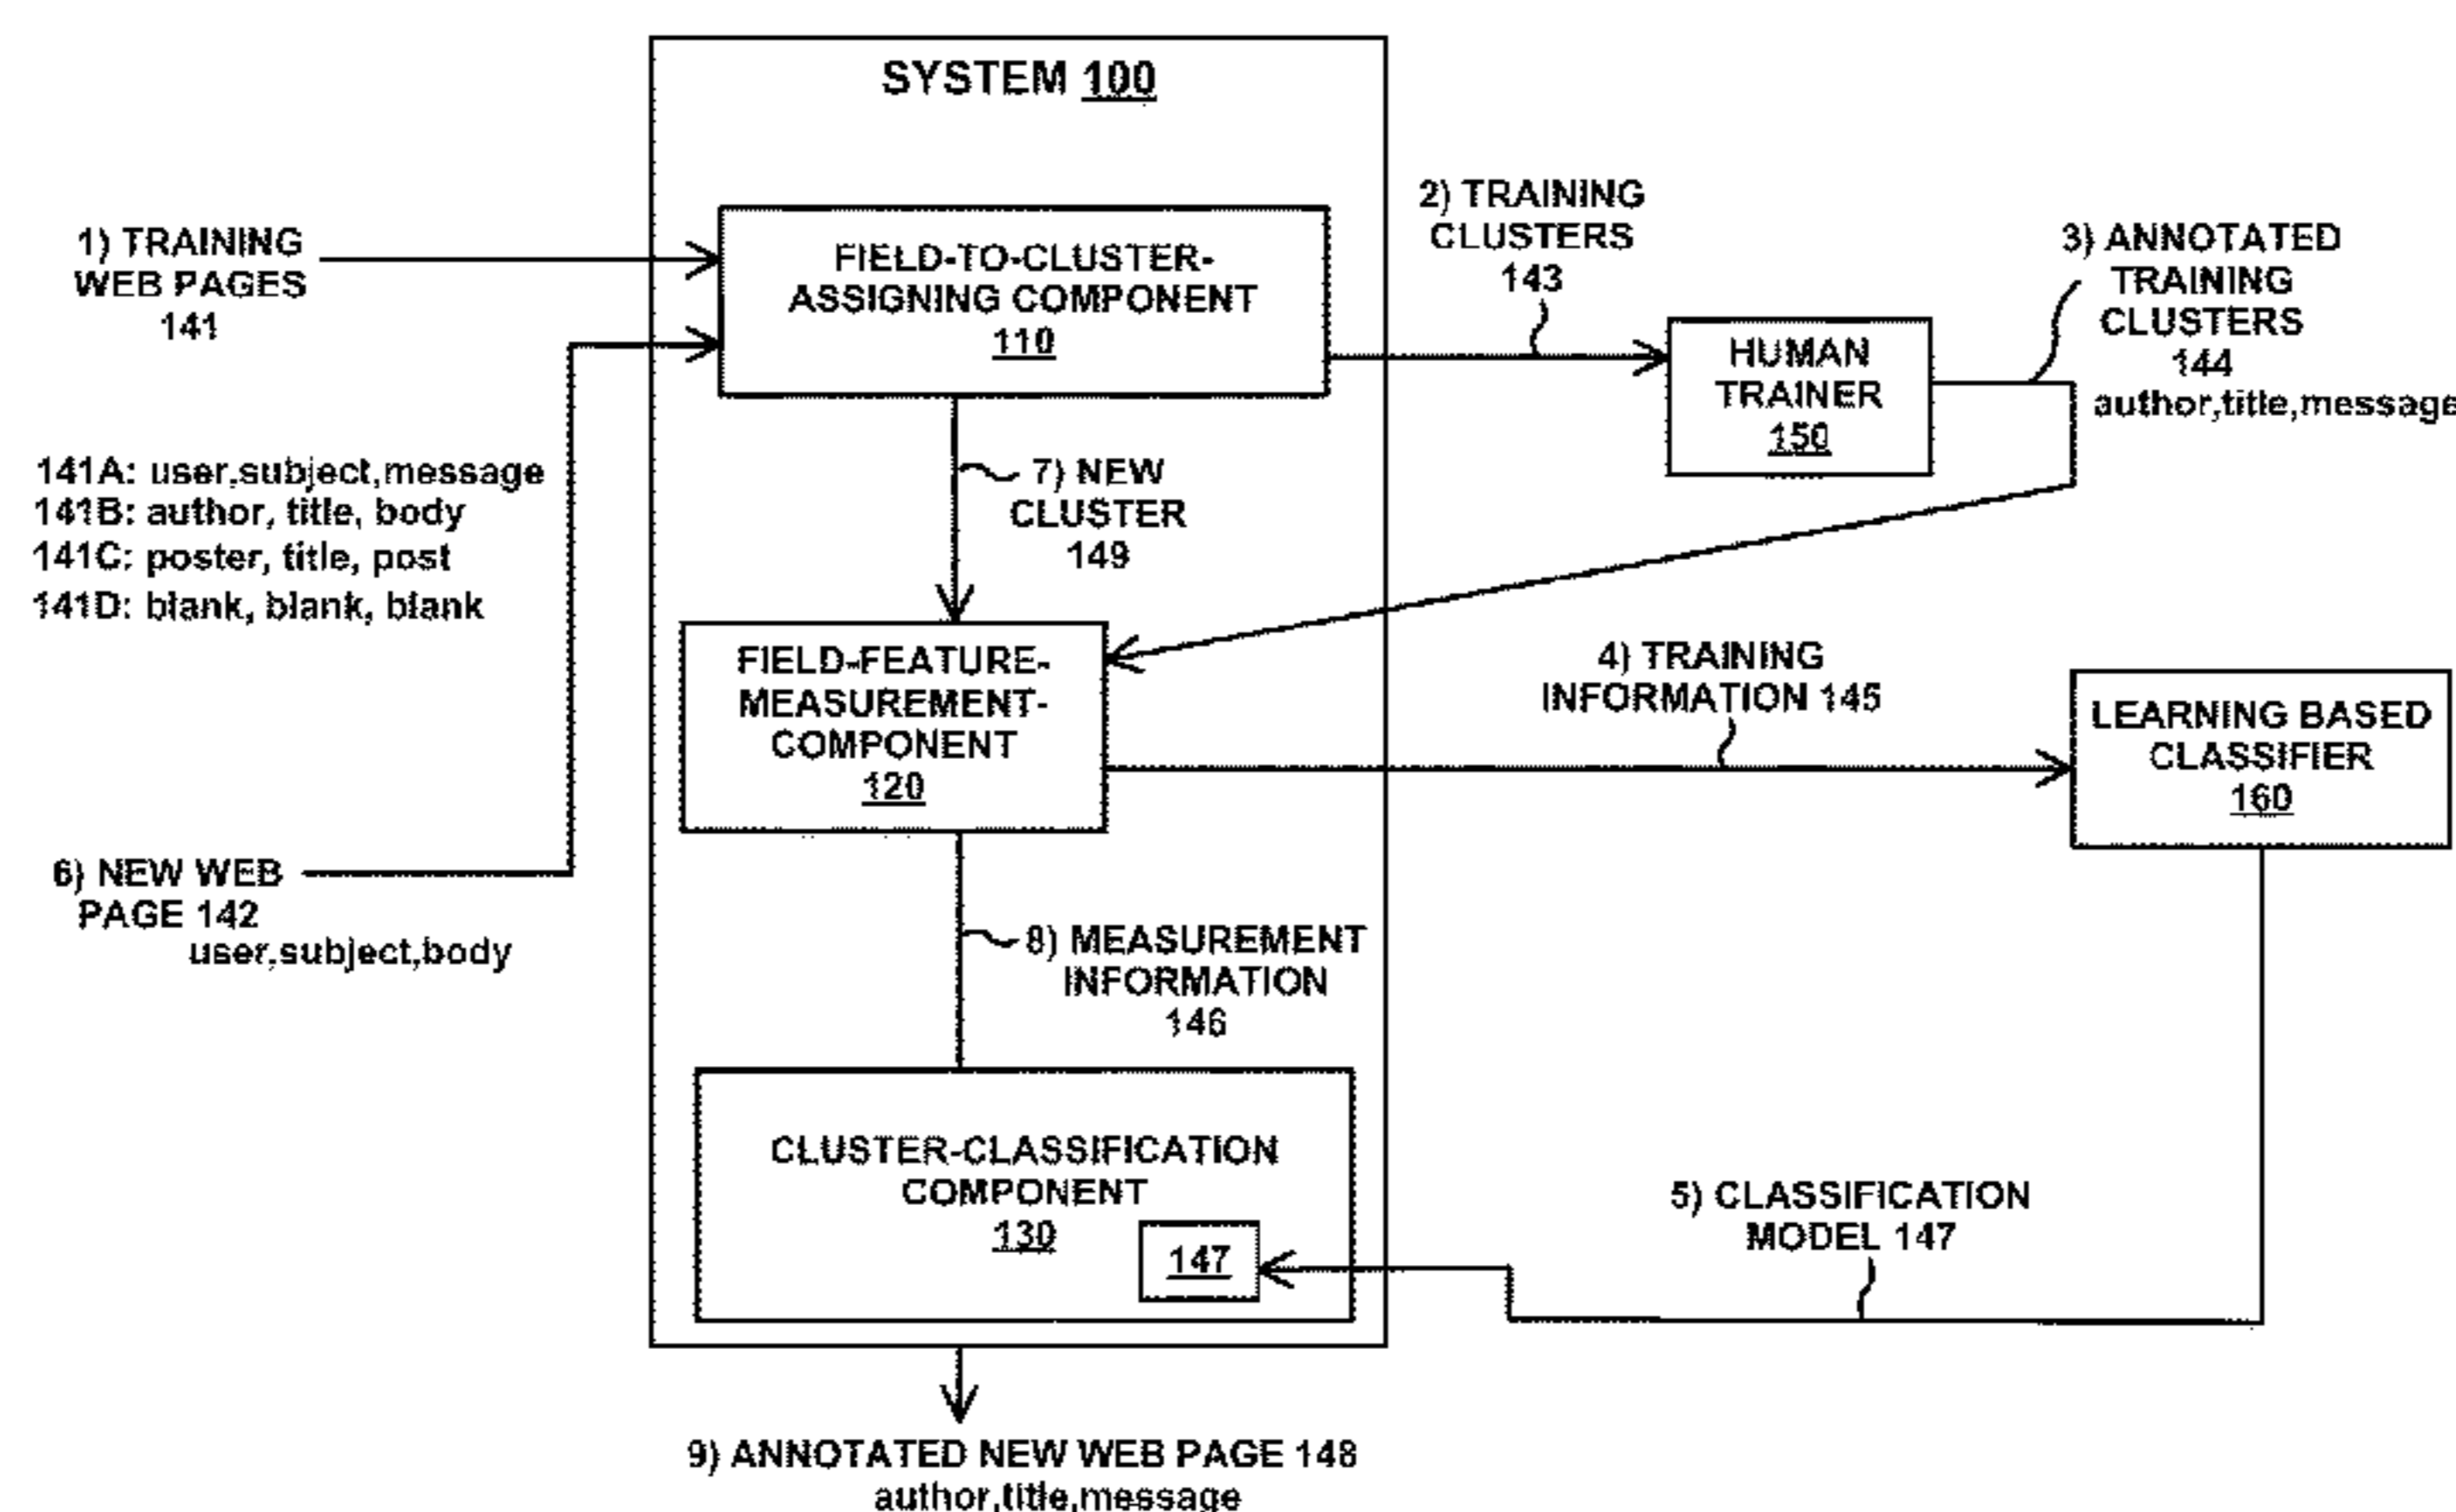 SYSTEM 100
1) TRAINING
WEB PAGES
141
FIELD-TO-CLUSTER-
ASSIGNING COMPONENT
110
2) TRAINING
CLUSTERS
143
HUMAN
TRAINER
150
3) ANNOTATED
TRAINING
CLUSTERS
144
author,title,message
141A: user,subject,message
141B: author, title, body
141C: poster, title, post
141D: blank, blank, blank
7) NEW
CLUSTER
149
FIELD-FEATURE-
MEASUREMENT-
COMPONENT
120
4) TRAINING
INFORMATION 145
LEARNING BASED
CLASSIFIER
160
6) NEW WEB
PAGE 142
user,subject,body
8) MEASUREMENT
INFORMATION
146
CLUSTER-CLASSIFICATION
COMPONENT
130
147
5) CLASSIFICATION
MODEL 147
9) ANNOTATED NEW WEB PAGE 148
author,title,message